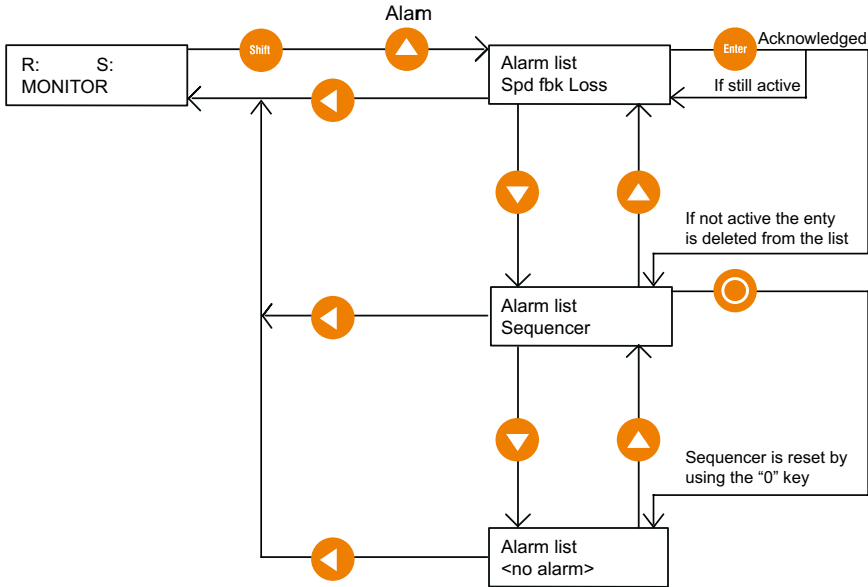 Alam
R: S:
MONITOR
Shift
Alarm list
Spd fbk Loss
Enter
Acknowledged
If still active
If not active the enty
is deleted from the list
Alarm list
Sequencer
Sequencer is reset by
using the “0” key
Alarm list
<no alarm>